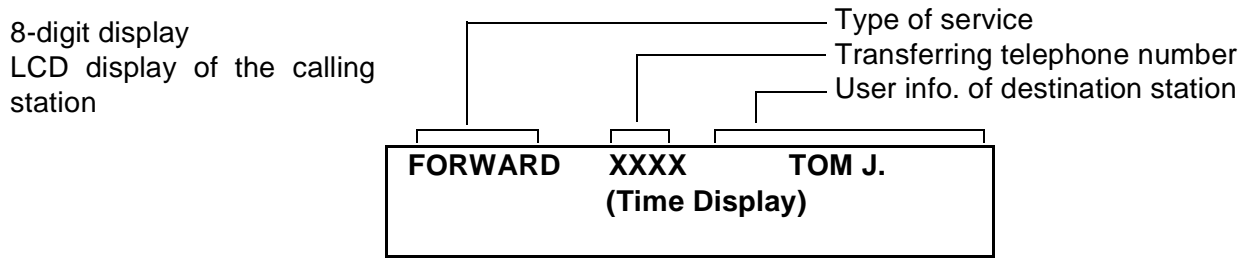 8-digit display
LCD display of the calling
station
Type of service
Transferring telephone number
User info. of destination station
FORWARD XXXX TOM J.
(Time Display)